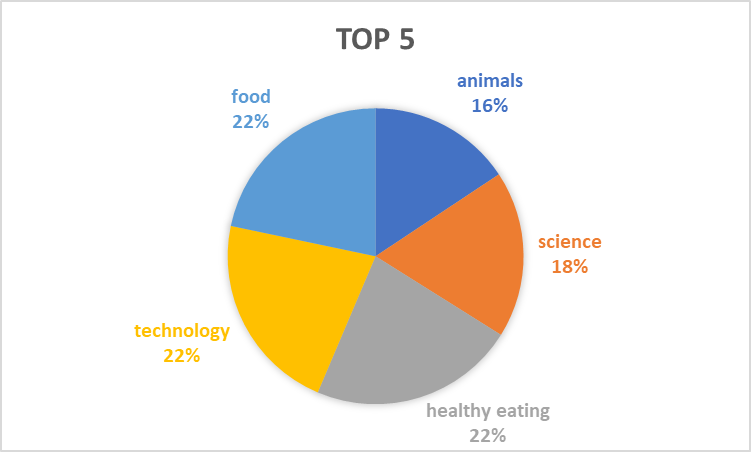 TOP 5
animals
16%
science
18%
healthy eating
22%
technology
22%
food
22%